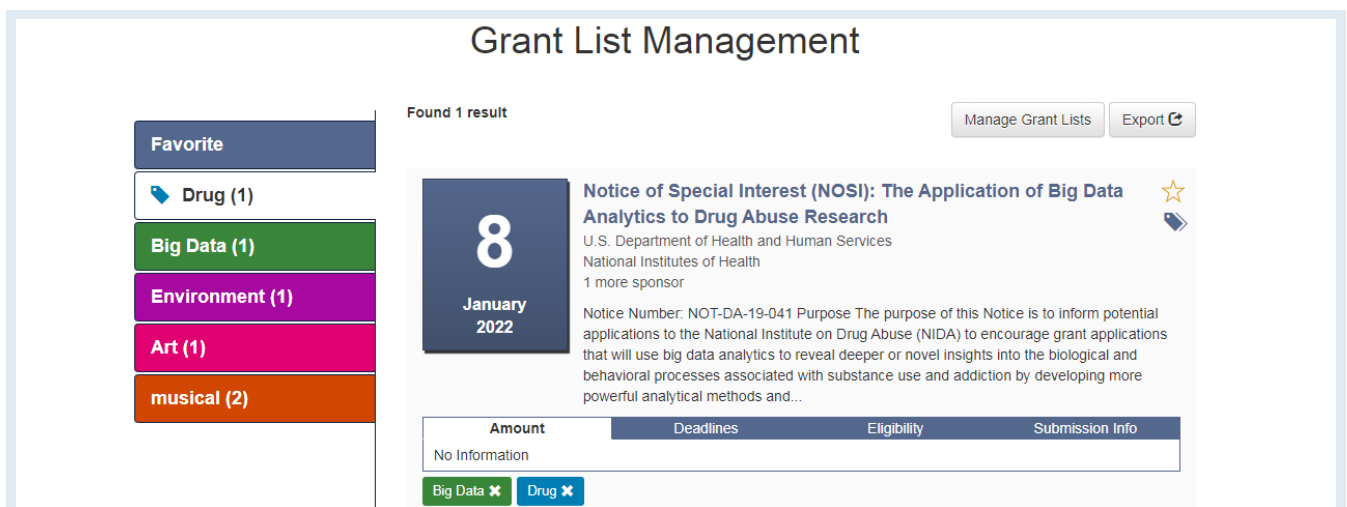 Grant List Management
Found 1 result
Manage Grant Lists
Export
Favorite
Drug (1)
Big Data (1)
Environment (1)
Art (1)
musical (2)
8
January
2022
Notice of Special Interest (NOSI): The Application of Big Data
Analytics to Drug Abuse Research
U.S. Department of Health and Human Services
National Institutes of Health
1 more sponsor
Notice Number: NOT-DA-19-041 Purpose The purpose of this Notice is to inform potential
applications to the National Institute on Drug Abuse (NIDA) to encourage grant applications
that will use big data analytics to reveal deeper or novel insights into the biological and
behavioral processes associated with substance use and addiction by developing more
powerful analytical methods and...
Amount
Deadlines
Eligibility
Submission Info
No Information
Big Data ✖
Drug ✖